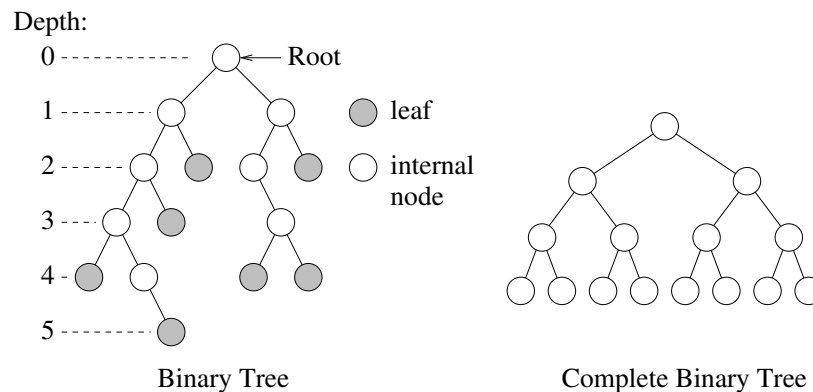 Depth:
0
Root
1
leaf
2
internal
node
3
4
5
Binary Tree
Complete Binary Tree